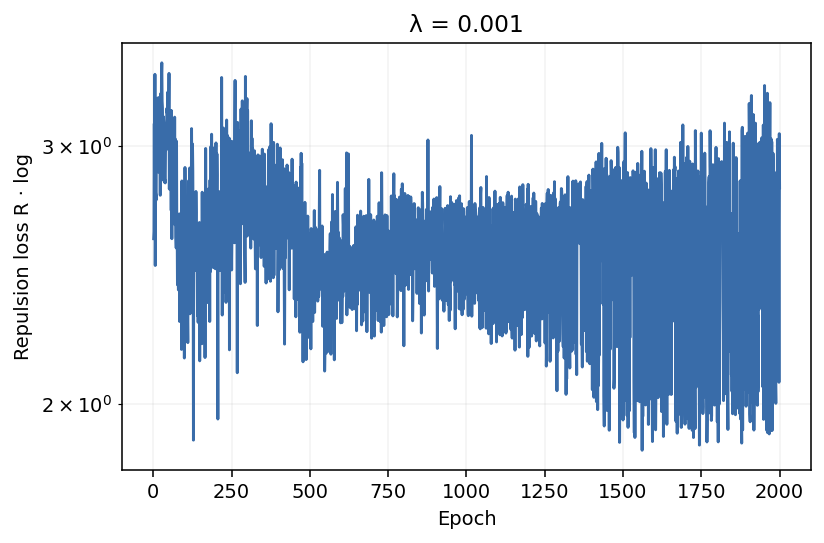 λ = 0.001
Repulsion loss R · log
3 × 10⁰
2 × 10⁰
0 250 500 750 1000 1250 1500 1750 2000
Epoch